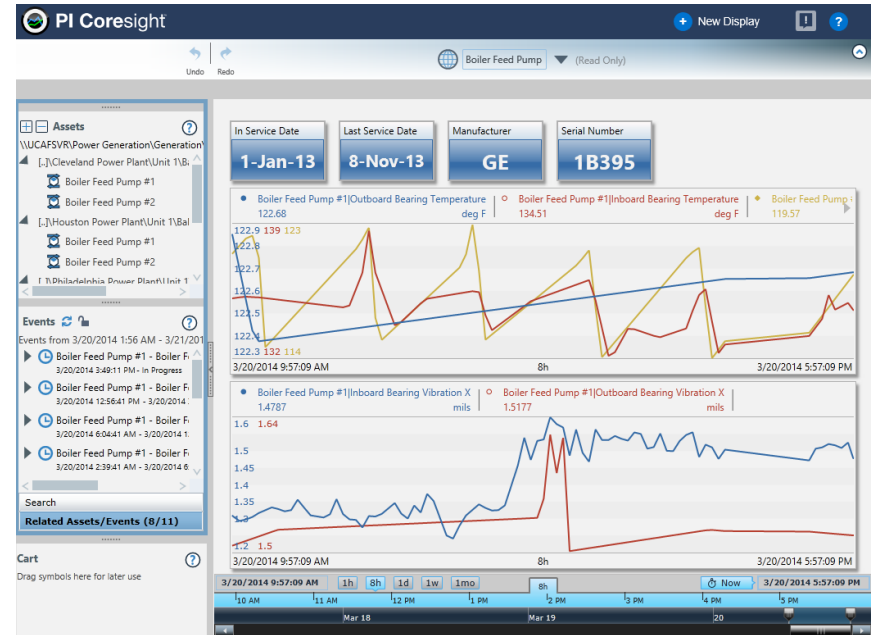 PI Coresight
New Display
Undo
Redo
Boiler Feed Pump
(Read Only)
Assets
\\UCAFSVR\Power Generation\Generation\
[..]\Cleveland Power Plant\Unit 1\Ba
Boiler Feed Pump #1
Boiler Feed Pump #2
[..]\Houston Power Plant\Unit 1\Bal
Boiler Feed Pump #1
Boiler Feed Pump #2
[..]\Philadelphia Power Plant\Unit 1
Events
Events from 3/20/2014 1:56 AM - 3/21/201
Boiler Feed Pump #1 - Boiler F
3/20/2014 3:49:11 PM - In Progress
Boiler Feed Pump #1 - Boiler F
3/20/2014 12:56:41 PM - 3/20/2014
Boiler Feed Pump #1 - Boiler F
3/20/2014 6:04:41 AM - 3/20/2014 1
Boiler Feed Pump #1 - Boiler F
3/20/2014 2:39:41 AM - 3/20/2014 6:
Search
Related Assets/Events (8/11)
Cart
Drag symbols here for later use
In Service Date
1-Jan-13
Last Service Date
8-Nov-13
Manufacturer
GE
Serial Number
1B395
Boiler Feed Pump #1|Outboard Bearing Temperature
122.68 deg F
Boiler Feed Pump #1|Inboard Bearing Temperature
134.51 deg F
Boiler Feed Pump
119.57
122.9 139 123
122.8
122.7
122.6
122.5
122.4
122.3 132 114
3/20/2014 9:57:09 AM 8h 3/20/2014 5:57:09 PM
Boiler Feed Pump #1|Inboard Bearing Vibration X
1.4787 mils
Boiler Feed Pump #1|Outboard Bearing Vibration X
1.5177 mils
1.6 1.64
1.5
1.45
1.4
1.35
1.3
1.2 1.5
3/20/2014 9:57:09 AM 8h 3/20/2014 5:57:09 PM
3/20/2014 9:57:09 AM 1h 8h 1d 1w 1mo 8h Now 3/20/2014 5:57:09 PM
10 AM 11 AM 12 PM 1 PM 2 PM 3 PM 4 PM 5 PM
Mar 18 Mar 19 20